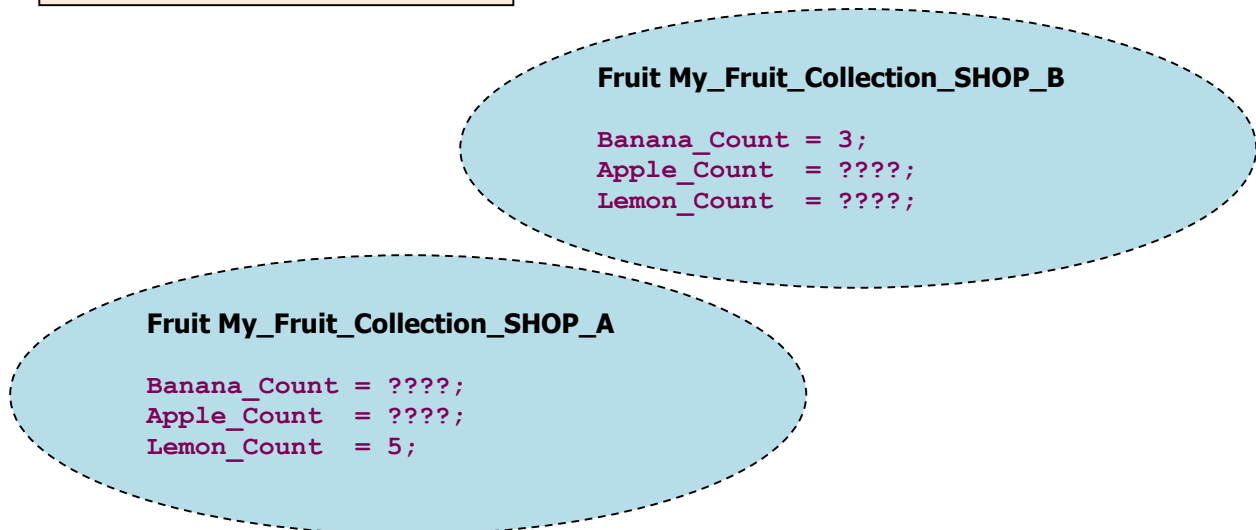 Fruit My_Fruit_Collection_SHOP_B
Banana_Count = 3;
Apple_Count  = ????;
Lemon_Count  = ????;
Fruit My_Fruit_Collection_SHOP_A
Banana_Count = ????;
Apple_Count  = ????;
Lemon_Count  = 5;